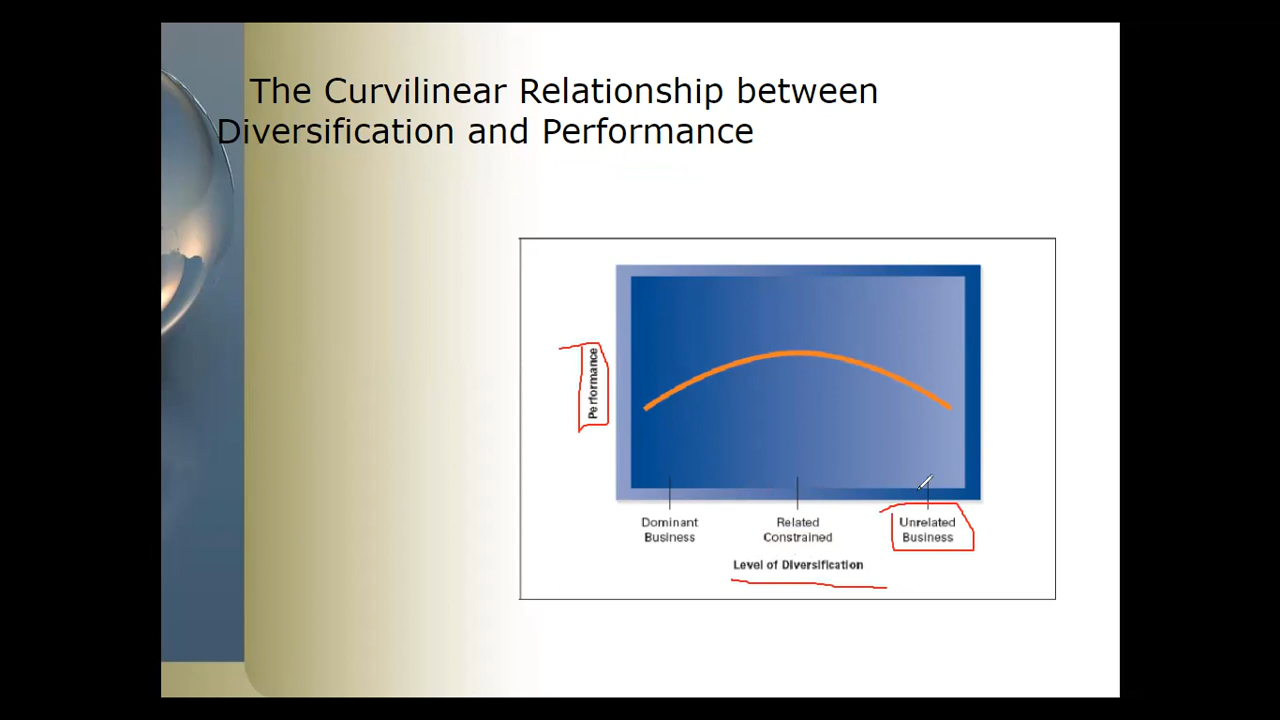 The Curvilinear Relationship between
Diversification and Performance
Performance
Dominant
Business
Related
Constrained
Unrelated
Business
Level of Diversification